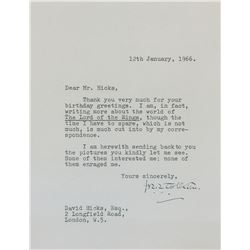 12th January, 1966.
Dear Mr. Hicks,
Thank you very much for your
birthday greetings. I am, in fact,
writing more about the world of
The Lord of the Rings, though the
time I have to spare, which is not
much, is much cut into by my cor-
respondence.
I am herewith sending back to
you the pictures you kindly let me see.
Some of them interested me; none of
them enraged me.
Yours sincerely,
J.R.R. Tolkien
David Hicks, Esq.,
2 Longfield Road,
London, W.5.